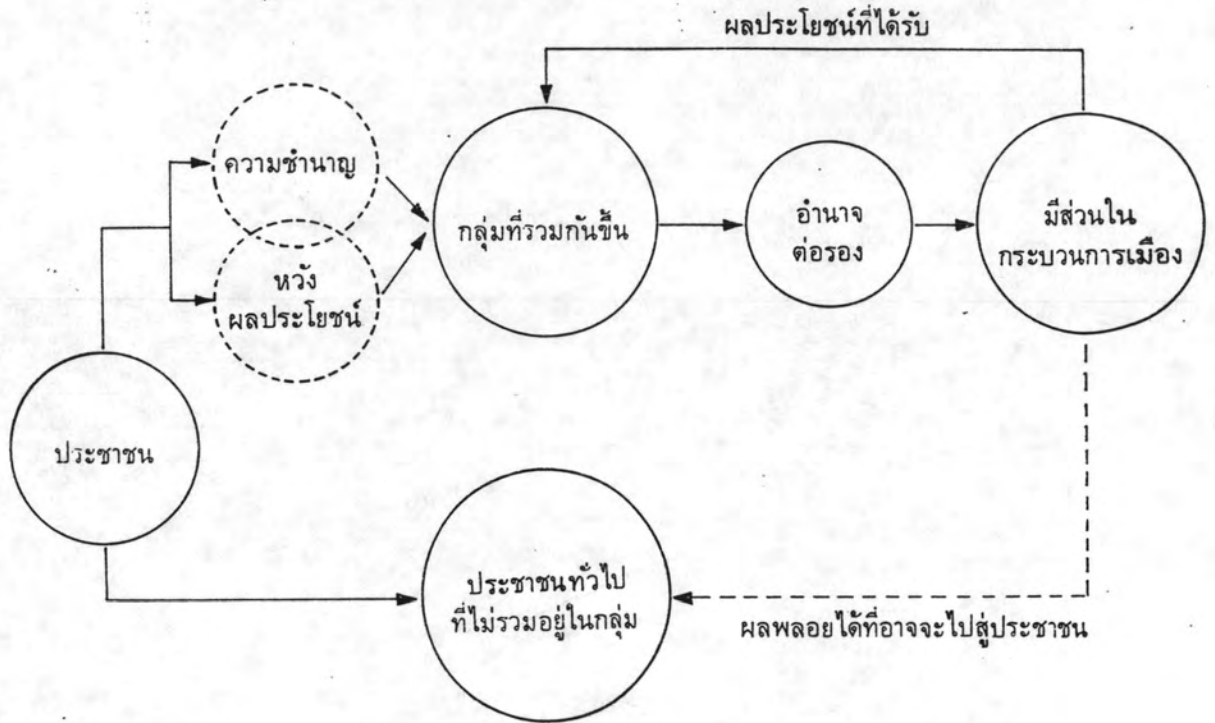 ผลประโยชน์ที่ได้รับ
ความชำนาญ
หวัง
ผลประโยชน์
กลุ่มที่รวมกันขึ้น
อำนาจ
ต่อรอง
มีส่วนใน
กระบวนการเมือง
ประชาชน
ประชาชนทั่วไป
ที่ไม่รวมอยู่ในกลุ่ม
ผลพลอยได้ที่อาจจะไปสู่ประชาชน